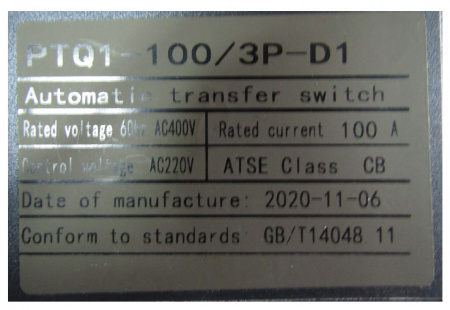 PTQ1-100/3P-D1
Automatic transfer switch
Rated voltage 60Hz AC400V Rated current 100 A
Control voltage AC220V ATSE Class CB
Date of manufacture: 2020-11-06
Conform to standards: GB/T14048 11